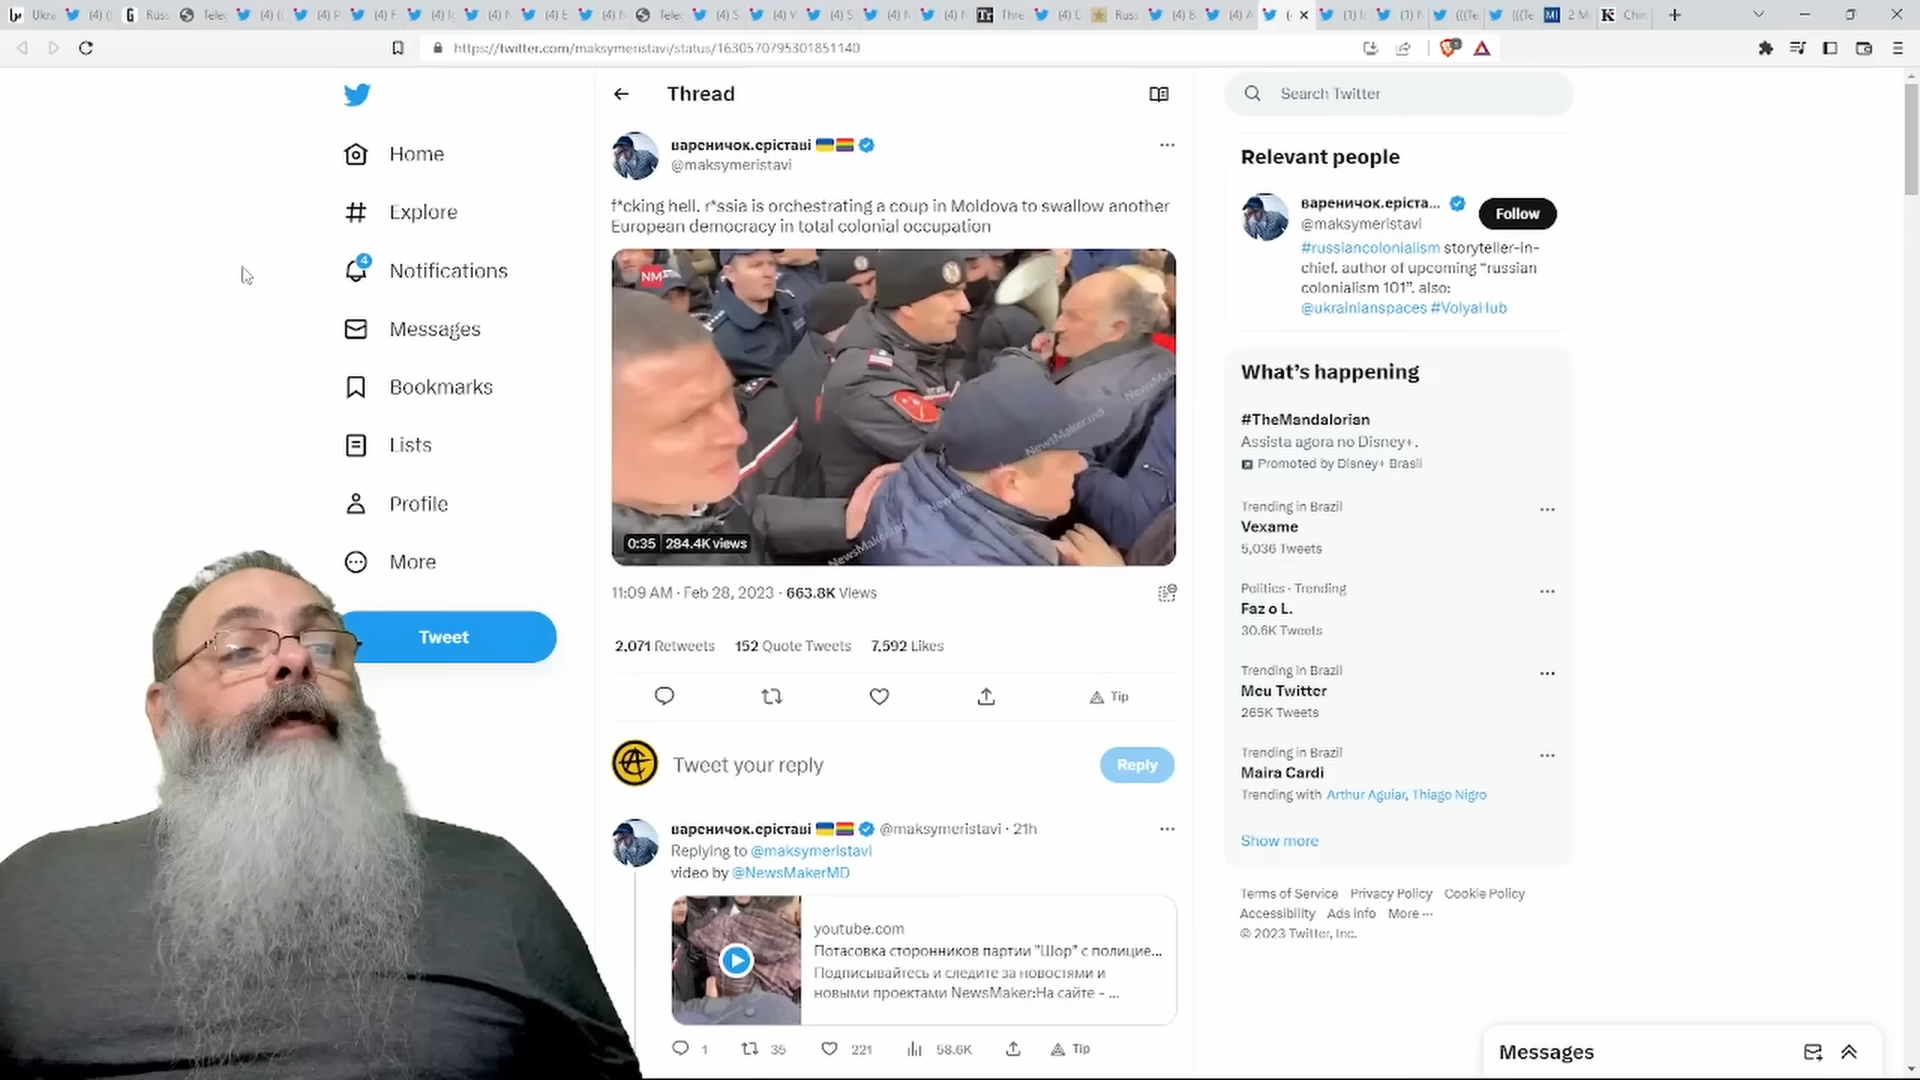 https://twitter.com/maksymeristavi/status/1630570795301851140
Home
Explore
4
Notifications
Messages
Bookmarks
Lists
Profile
More
Tweet
Thread
вареничок.єріставі
@maksymeristavi
f*cking hell. r*ssia is orchestrating a coup in Moldova to swallow another
European democracy in total colonial occupation
NM
NewsMaker.md
0:35 284.4K views
11:09 AM · Feb 28, 2023 · 663.8K Views
2,071 Retweets 152 Quote Tweets 7,592 Likes
Tip
Tweet your reply
Reply
вареничок.єріставі @maksymeristavi · 21h
Replying to @maksymeristavi
video by @NewsMakerMD
youtube.com
Потасовка сторонников партии "Шор" с полицие...
Подписывайтесь и следите за новостями и
новыми проектами NewsMaker:На сайте - ...
1 35 221 58.6K Tip
Search Twitter
Relevant people
вареничок.єріста...
@maksymeristavi
Follow
#russiancolonialism storyteller-in-
chief. author of upcoming “russian
colonialism 101”. also:
@ukrainianspaces #VolyaHub
What’s happening
#TheMandalorian
Assista agora no Disney+.
Promoted by Disney+ Brasil
Trending in Brazil
Vexame
5,036 Tweets
Politics · Trending
Faz o L.
30.6K Tweets
Trending in Brazil
Meu Twitter
265K Tweets
Trending in Brazil
Maira Cardi
Trending with Arthur Aguiar, Thiago Nigro
Show more
Terms of Service Privacy Policy Cookie Policy
Accessibility Ads info More ···
© 2023 Twitter, Inc.
Messages